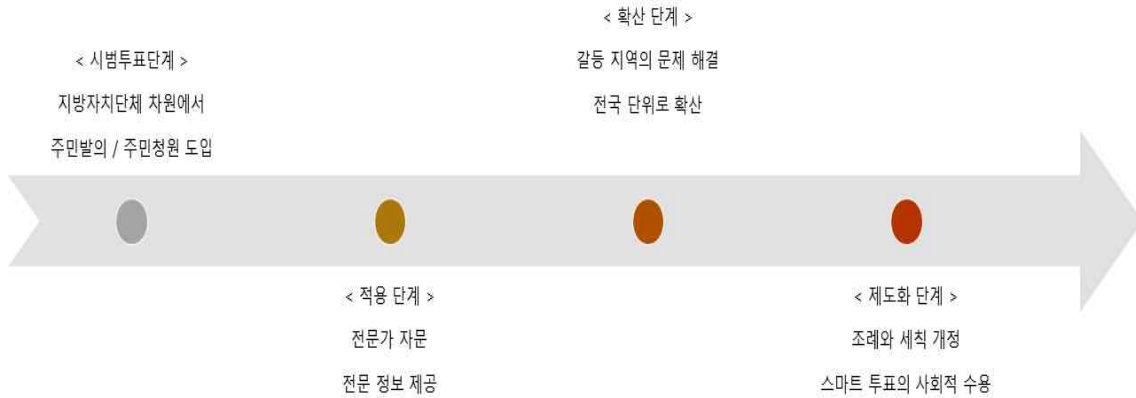 < 시범투표단계 >
지방자치단체 차원에서
주민발의 / 주민청원 도입
< 적용 단계 >
전문가 자문
전문 정보 제공
< 확산 단계 >
갈등 지역의 문제 해결
전국 단위로 확산
< 제도화 단계 >
조례와 세칙 개정
스마트 투표의 사회적 수용